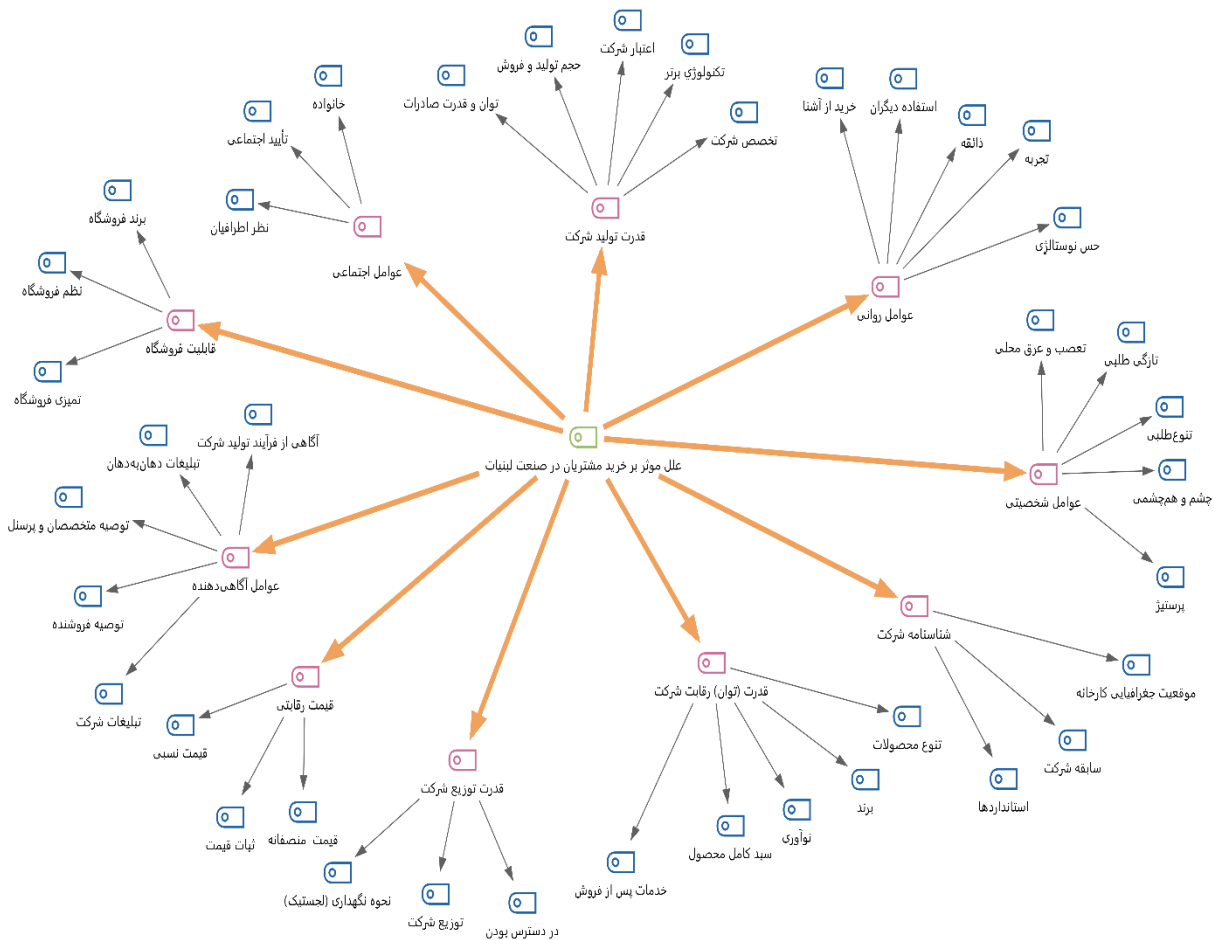 اعتبار شرکت
حجم تولید و فروش
تکنولوژي برتر
توان و قدرت صادرات
تخصص شرکت
قدرت تولید شرکت
خانواده
تأیید اجتماعی
نظر اطرافیان
عوامل اجتماعی
خرید از آشنا
استفاده دیگران
ذائقه
تجربه
حس نوستالژی
عوامل روانی
برند فروشگاه
نظم فروشگاه
تمیزی فروشگاه
قابلیت فروشگاه
تعصب و عرق محلی
تازگی طلبی
تنوع‌طلبی
چشم و هم‌چشمی
پرستیژ
عوامل شخصیتی
علل موثر بر خرید مشتریان در صنعت لبنیات
آگاهی از فرآیند تولید شرکت
تبلیغات دهان‌به‌دهان
توصیه متخصصان و پرسنل
توصیه فروشنده
تبلیغات شرکت
عوامل آگاهی‌دهنده
شناسنامه شرکت
موقعیت جغرافیایی کارخانه
سابقه شرکت
استانداردها
قدرت (توان) رقابت شرکت
تنوع محصولات
برند
نوآوری
سبد کامل محصول
خدمات پس از فروش
قیمت رقابتی
قیمت نسبی
ثبات قیمت
قیمت منصفانه
قدرت توزیع شرکت
نحوه نگهداری (لجستیک)
توزیع شرکت
در دسترس بودن